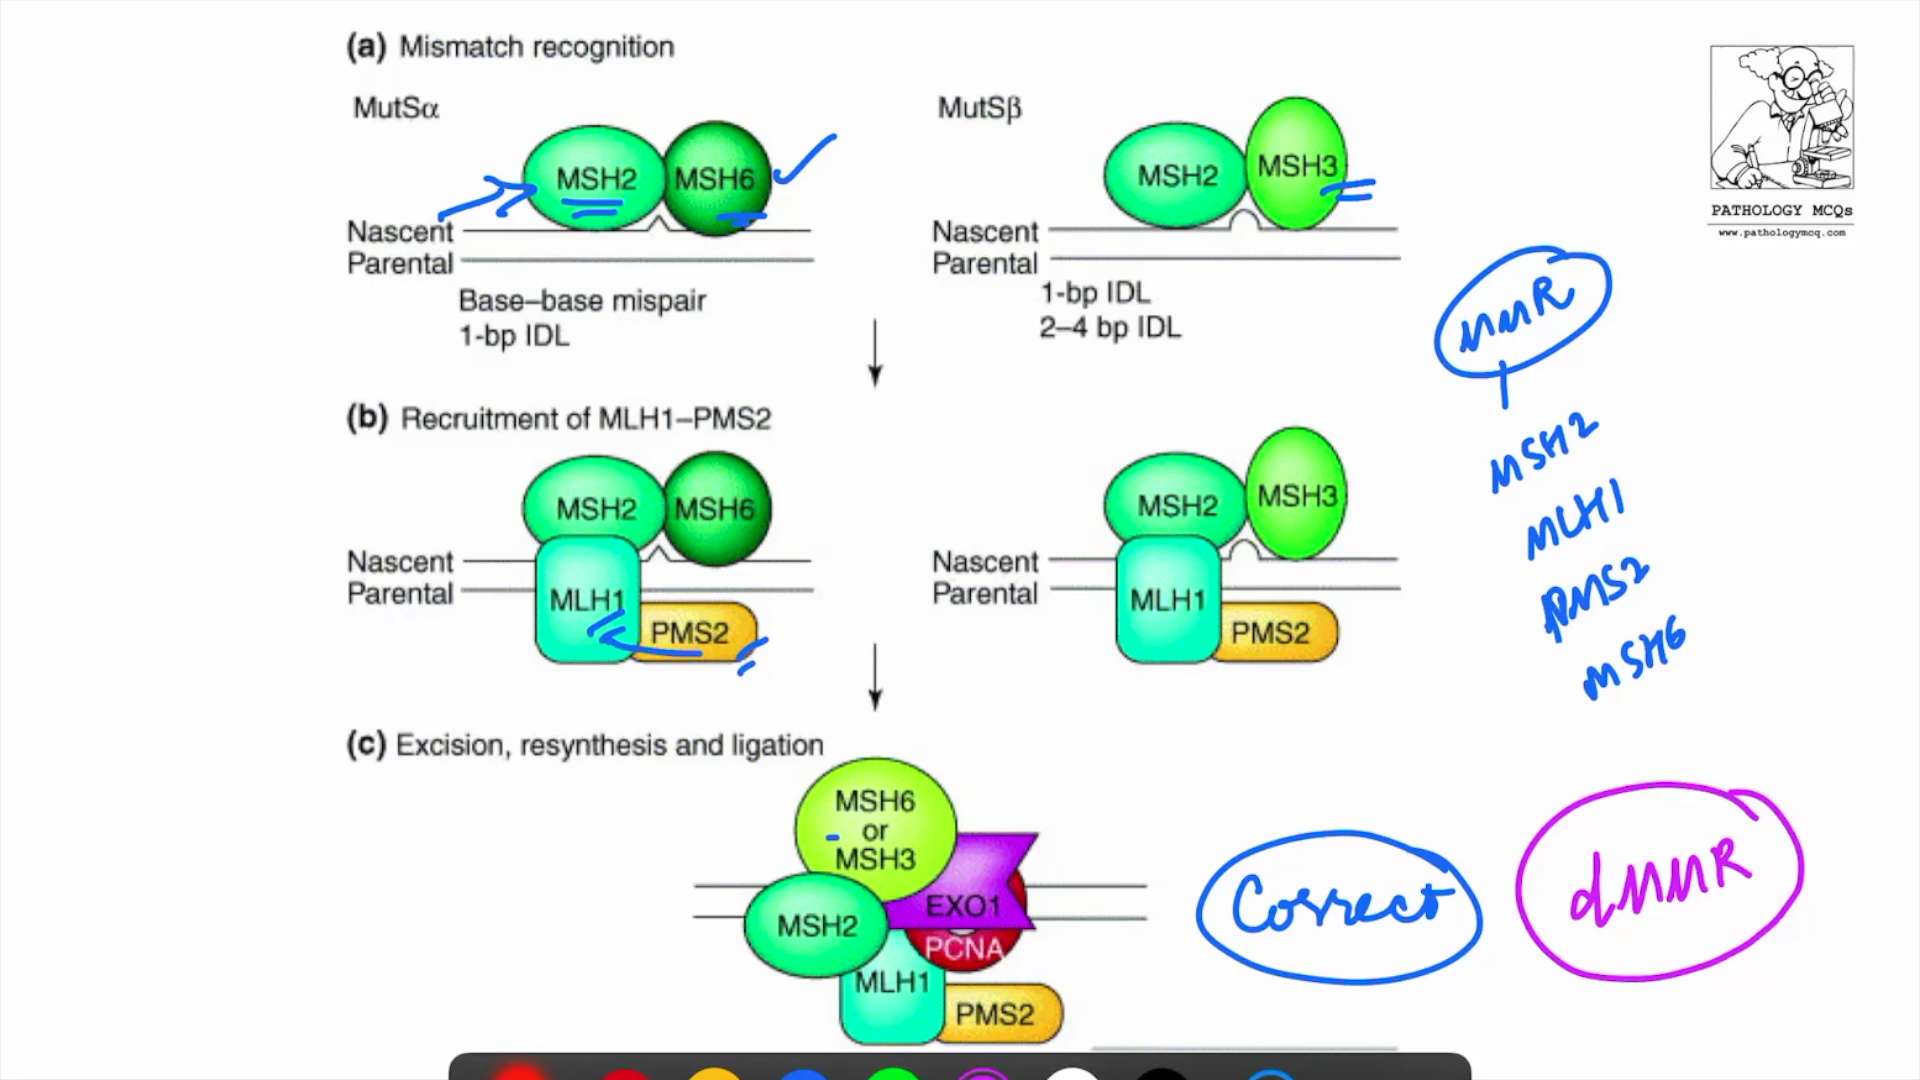 (a) Mismatch recognition
MutSα
MSH2 MSH6
Nascent
Parental
Base–base mispair
1-bp IDL
MutSβ
MSH2 MSH3
Nascent
Parental
1-bp IDL
2–4 bp IDL
PATHOLOGY MCQs
www.pathologymcq.com
MMR
MSH2
MLH1
PMS2
MSH6
(b) Recruitment of MLH1–PMS2
MSH2 MSH6
Nascent
Parental
MLH1
PMS2
MSH2 MSH3
Nascent
Parental
MLH1
PMS2
(c) Excision, resynthesis and ligation
MSH6
or
MSH3
MSH2
EXO1
PCNA
MLH1
PMS2
Correct
dMMR